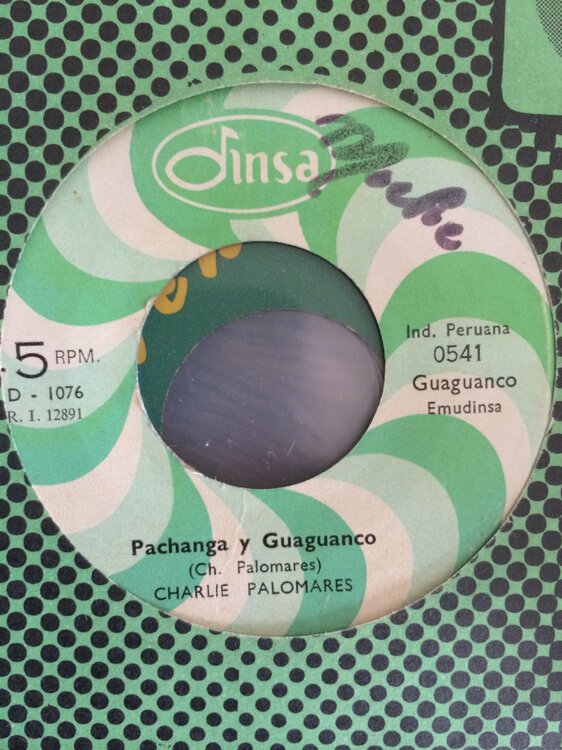 dinsa
5 RPM.
D - 1076
R. I. 12891
Ind. Peruana
0541
Guaguanco
Emudinsa
Pachanga y Guaguanco
(Ch. Palomares)
CHARLIE PALOMARES